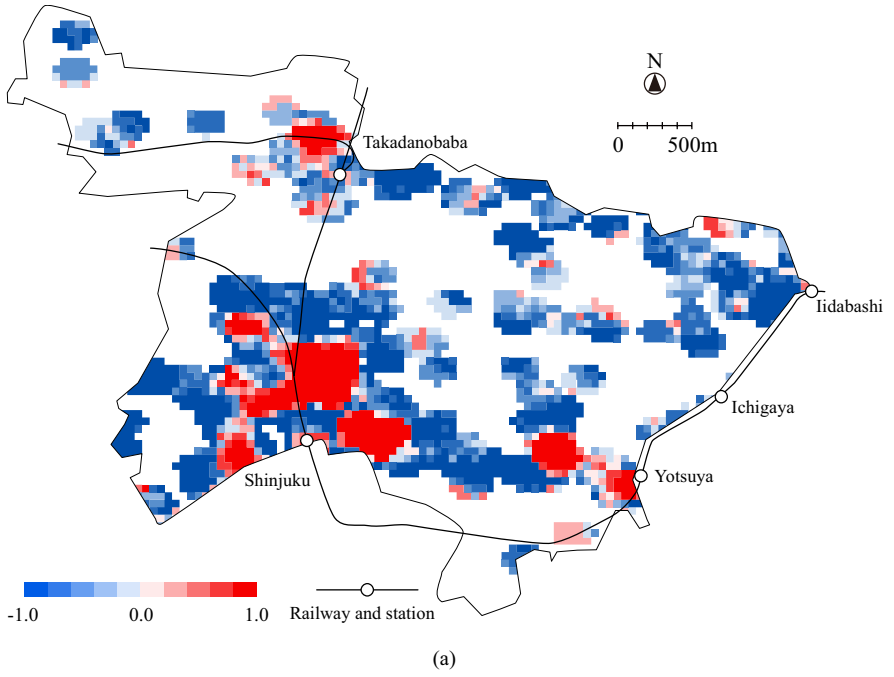 N
0 500m
Takadanobaba
Iidabashi
Ichigaya
Yotsuya
Shinjuku
-1.0 0.0 1.0
Railway and station
(a)